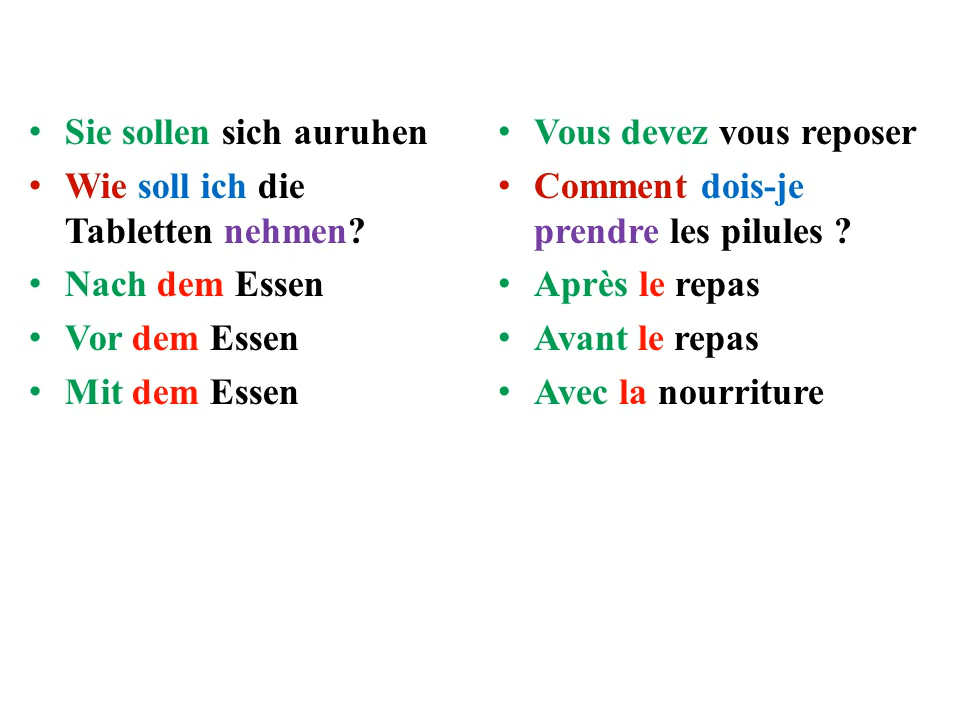 • Sie sollen sich auruhen
• Wie soll ich die
Tabletten nehmen?
• Nach dem Essen
• Vor dem Essen
• Mit dem Essen
• Vous devez vous reposer
• Comment dois-je
prendre les pilules ?
• Après le repas
• Avant le repas
• Avec la nourriture